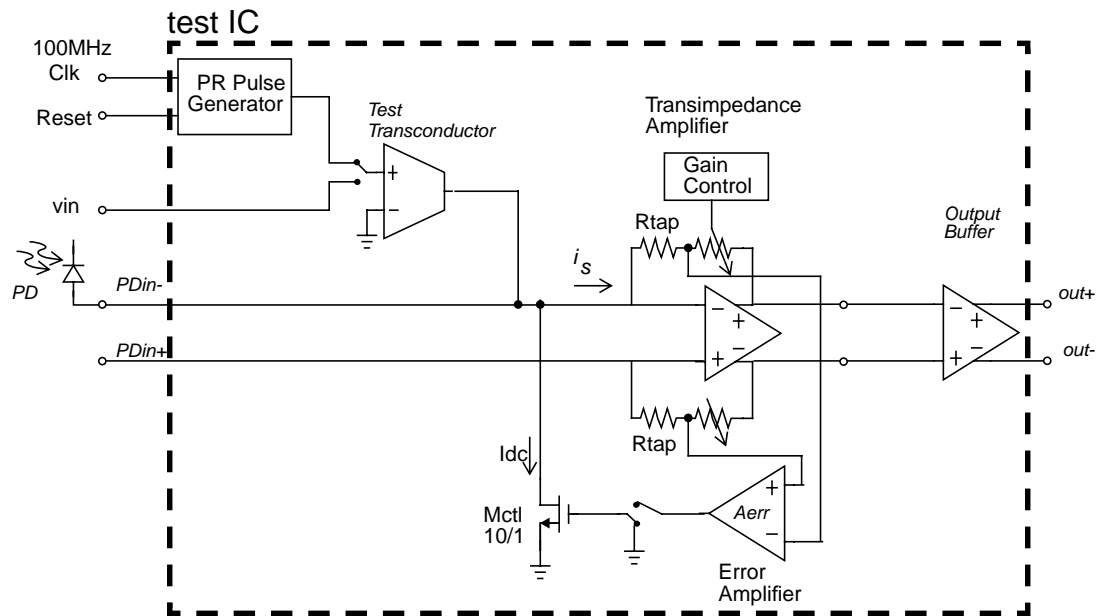 test IC
100MHz
Clk
Reset
PR Pulse
Generator
Test
Transconductor
+
−
vin
Transimpedance
Amplifier
Gain
Control
Rtap
Output
Buffer
PD
PDin-
i s
−
+
−
+
−
+
−
+
out+
PDin+
out-
Rtap
Idc
Mctl
10/1
+
Aerr
−
Error
Amplifier